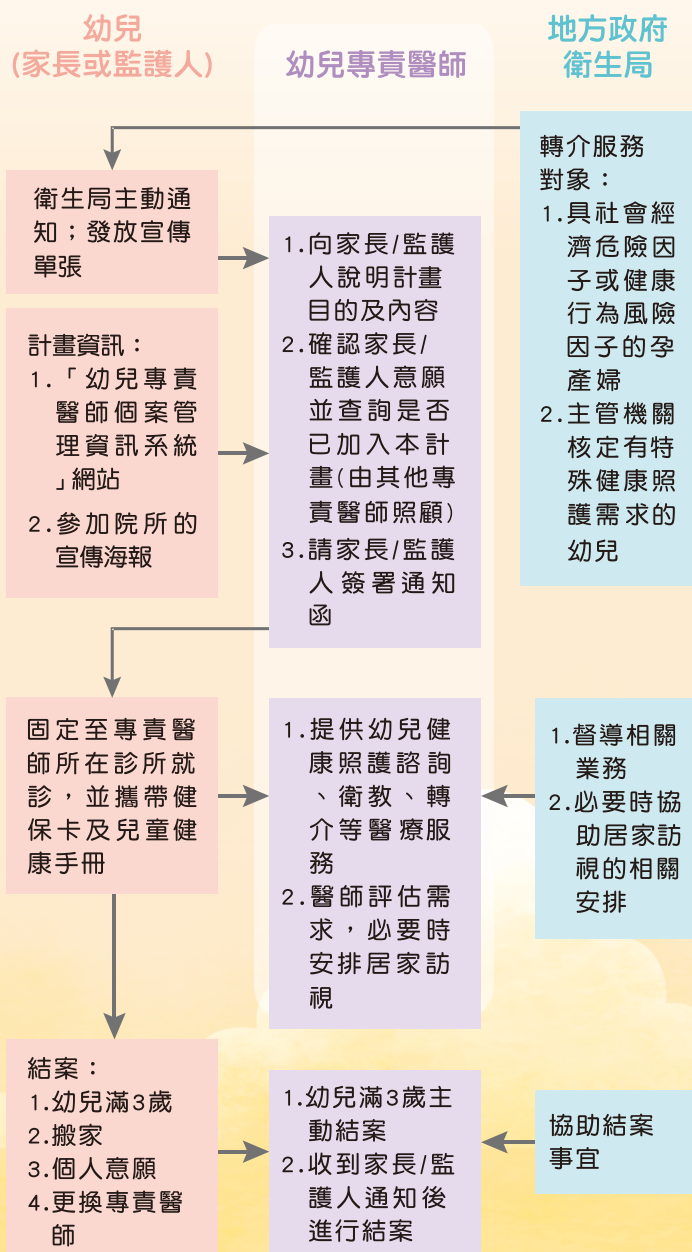 幼兒
(家長或監護人)
幼兒專責醫師
地方政府
衛生局
轉介服務
對象：
1.具社會經
濟危險因
子或健康
行為風險
因子的孕
產婦
2.主管機關
核定有特
殊健康照
護需求的
幼兒
衛生局主動通
知；發放宣傳
單張
計畫資訊：
1.「幼兒專責
醫師個案管
理資訊系統
」網站
2.參加院所的
宣傳海報
1.向家長/監護
人說明計畫
目的及內容
2.確認家長/
監護人意願
並查詢是否
已加入本計
畫(由其他專
責醫師照顧)
3.請家長/監護
人簽署通知
函
固定至專責醫
師所在診所就
診，並攜帶健
保卡及兒童健
康手冊
1.提供幼兒健
康照護諮詢
、衛教、轉
介等醫療服
務
2.醫師評估需
求，必要時
安排居家訪
視
1.督導相關
業務
2.必要時協
助居家訪
視的相關
安排
結案：
1.幼兒滿3歲
2.搬家
3.個人意願
4.更換專責醫
師
1.幼兒滿3歲主
動結案
2.收到家長/監
護人通知後
進行結案
協助結案
事宜